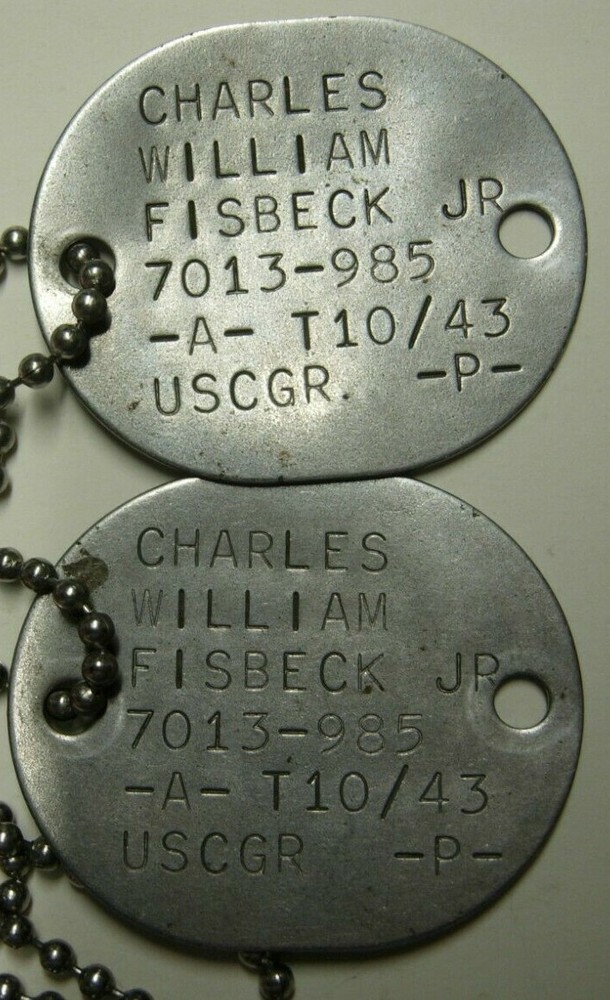 CHARLES
WILLIAM
FISBECK JR
7013-985
-A- T10/43
USCGR. -P-
CHARLES
WILLIAM
FISBECK JR
7013-985
-A- T10/43
USCGR -P-